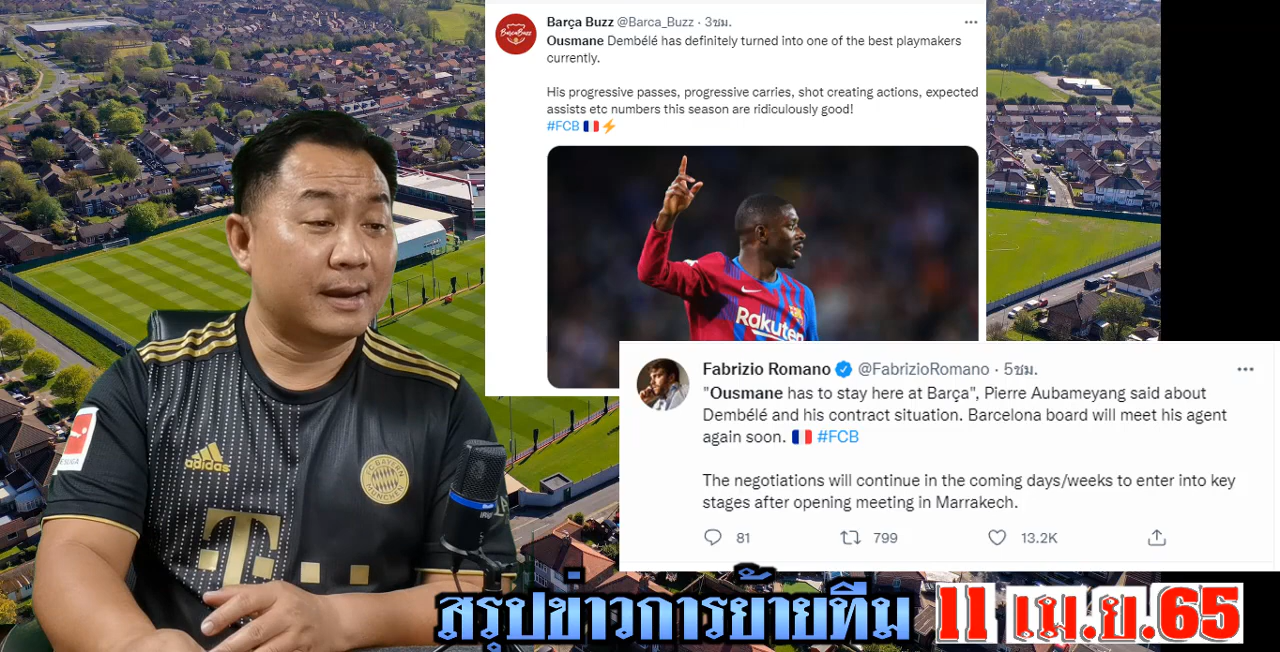 Barça Buzz @Barca_Buzz · 3ชม.
Ousmane Dembélé has definitely turned into one of the best playmakers
currently.
His progressive passes, progressive carries, shot creating actions, expected
assists etc numbers this season are ridiculously good!
#FCB 🇫🇷⚡
Rakuten
Fabrizio Romano @FabrizioRomano · 5ชม.
"Ousmane has to stay here at Barça", Pierre Aubameyang said about
Dembélé and his contract situation. Barcelona board will meet his agent
again soon. 🇫🇷 #FCB
The negotiations will continue in the coming days/weeks to enter into key
stages after opening meeting in Marrakech.
81 799 13.2K
adidas
FC BAYERN
MÜNCHEN
T
สรุปข่าวการย้ายทีม 11 เม.ย.65